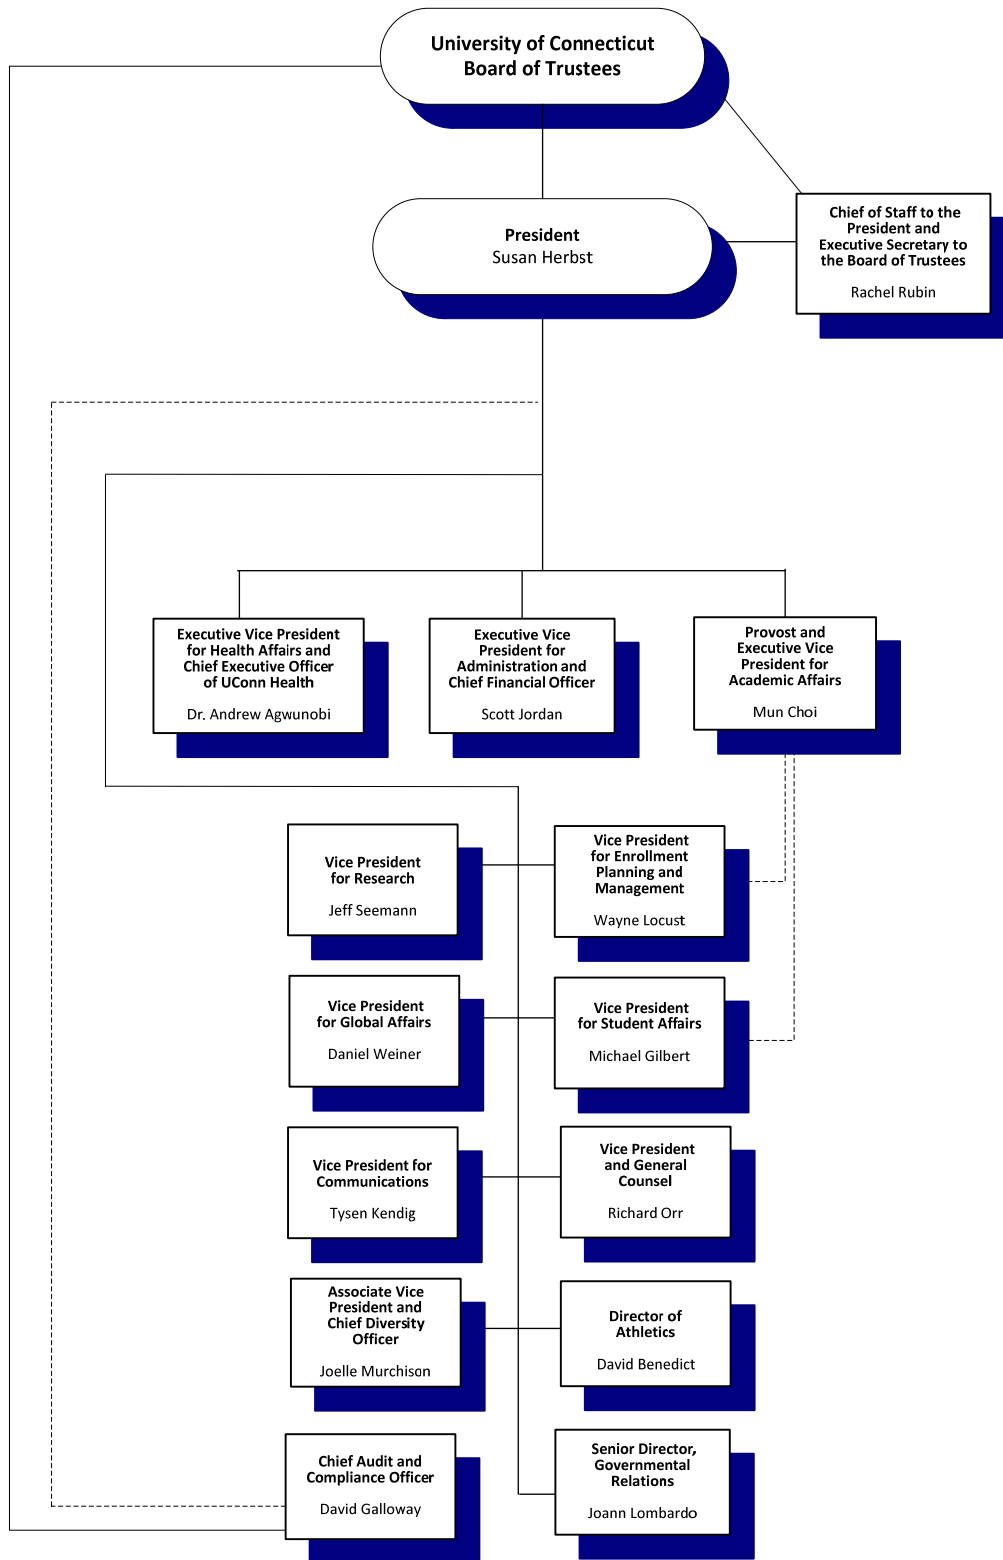 University of Connecticut
Board of Trustees
President
Susan Herbst
Chief of Staff to the
President and
Executive Secretary to
the Board of Trustees
Rachel Rubin
Executive Vice President
for Health Affairs and
Chief Executive Officer
of UConn Health
Dr. Andrew Agwunobi
Executive Vice
President for
Administration and
Chief Financial Officer
Scott Jordan
Provost and
Executive Vice
President for
Academic Affairs
Mun Choi
Vice President
for Research
Jeff Seemann
Vice President
for Enrollment
Planning and
Management
Wayne Locust
Vice President
for Global Affairs
Daniel Weiner
Vice President
for Student Affairs
Michael Gilbert
Vice President for
Communications
Tysen Kendig
Vice President
and General
Counsel
Richard Orr
Associate Vice
President and
Chief Diversity
Officer
Joelle Murchison
Director of
Athletics
David Benedict
Chief Audit and
Compliance Officer
David Galloway
Senior Director,
Governmental
Relations
Joann Lombardo